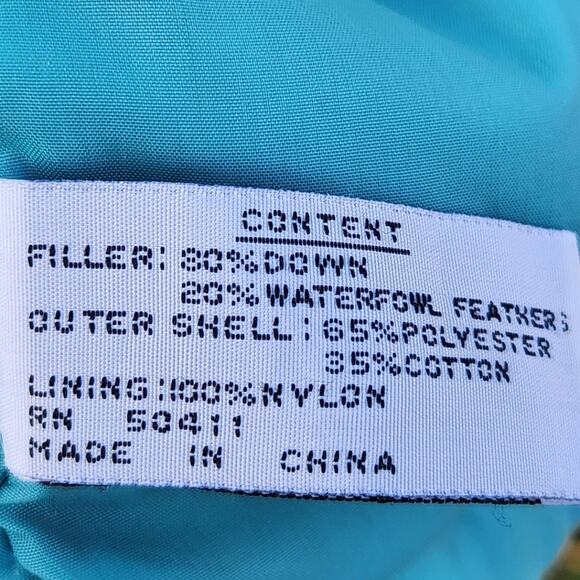 CONTENT
FILLER: 80%DOWN
20%WATERFOWL FEATHERS
OUTER SHELL: 65%POLYESTER
35%COTTON
LINING:100%NYLON
RN 50411
MADE IN CHINA